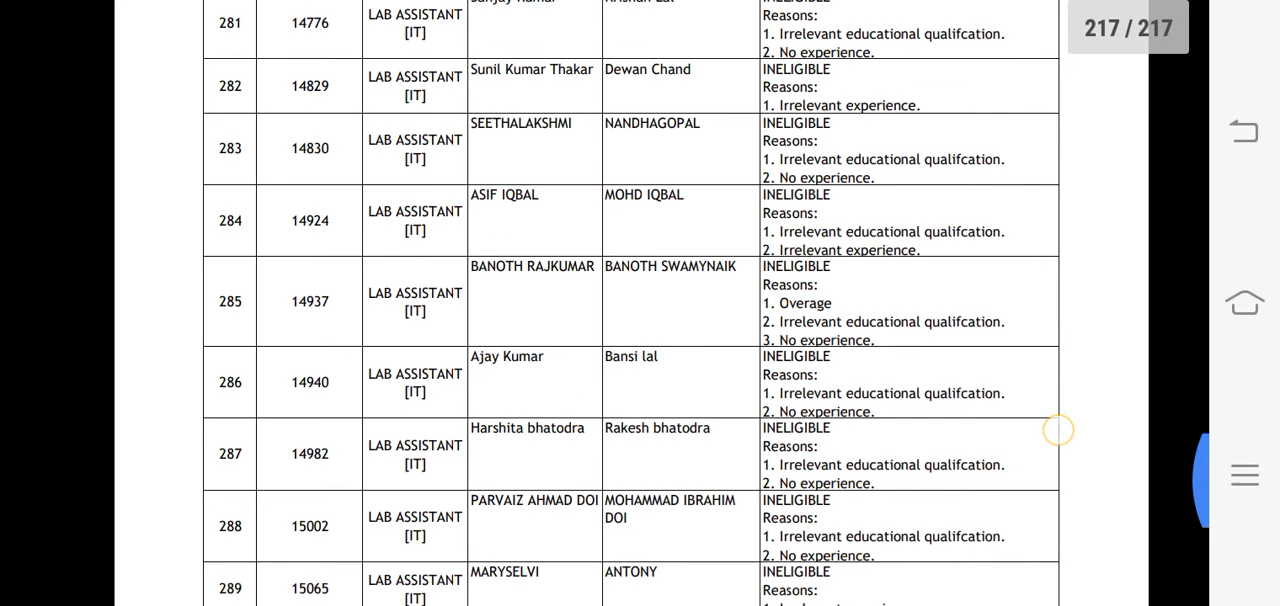 217 / 217
281 14776 LAB ASSISTANT [IT] Sanjay Kumar Krishan Lal INELIGIBLE
Reasons:
1. Irrelevant educational qualifcation.
2. No experience.
282 14829 LAB ASSISTANT [IT] Sunil Kumar Thakar Dewan Chand INELIGIBLE
Reasons:
1. Irrelevant experience.
283 14830 LAB ASSISTANT [IT] SEETHALAKSHMI NANDHAGOPAL INELIGIBLE
Reasons:
1. Irrelevant educational qualifcation.
2. No experience.
284 14924 LAB ASSISTANT [IT] ASIF IQBAL MOHD IQBAL INELIGIBLE
Reasons:
1. Irrelevant educational qualifcation.
2. Irrelevant experience.
285 14937 LAB ASSISTANT [IT] BANOTH RAJKUMAR BANOTH SWAMYNAIK INELIGIBLE
Reasons:
1. Overage
2. Irrelevant educational qualifcation.
3. No experience.
286 14940 LAB ASSISTANT [IT] Ajay Kumar Bansi lal INELIGIBLE
Reasons:
1. Irrelevant educational qualifcation.
2. No experience.
287 14982 LAB ASSISTANT [IT] Harshita bhatodra Rakesh bhatodra INELIGIBLE
Reasons:
1. Irrelevant educational qualifcation.
2. No experience.
288 15002 LAB ASSISTANT [IT] PARVAIZ AHMAD DOI MOHAMMAD IBRAHIM DOI INELIGIBLE
Reasons:
1. Irrelevant educational qualifcation.
2. No experience.
289 15065 LAB ASSISTANT [IT] MARYSELVI ANTONY INELIGIBLE
Reasons: